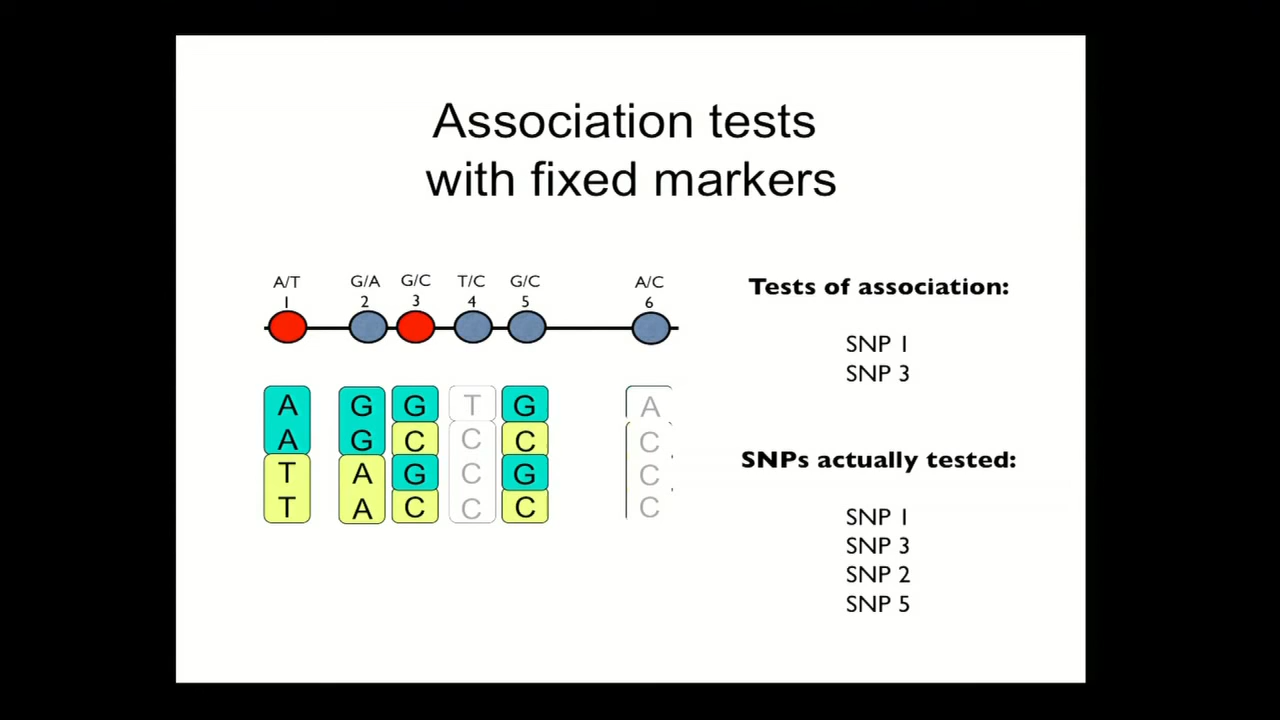 Association tests
with fixed markers
A/T G/A G/C T/C G/C A/C
1 2 3 4 5 6
A G G T G A
A G C C C C
T A G C G C
T A C C C C
Tests of association:
SNP 1
SNP 3
SNPs actually tested:
SNP 1
SNP 3
SNP 2
SNP 5